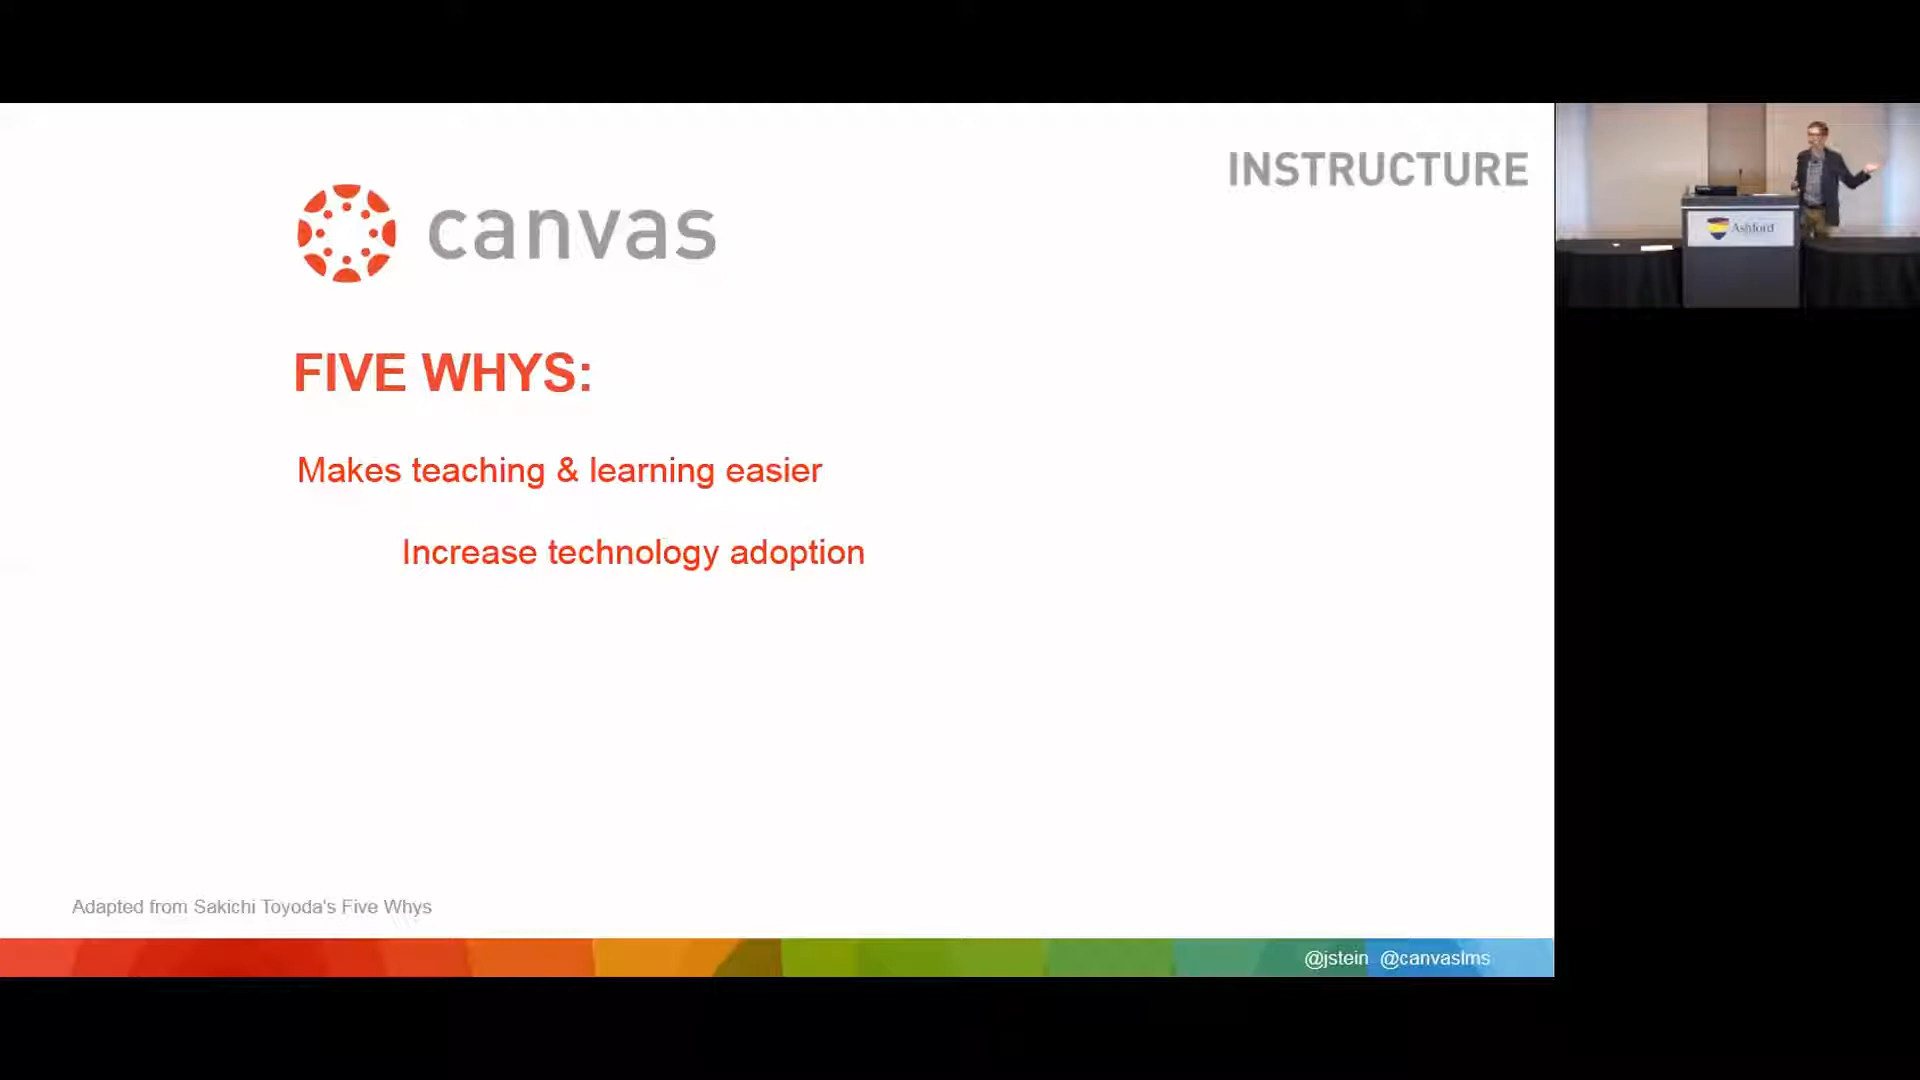 INSTRUCTURE
canvas
FIVE WHYS:
Makes teaching & learning easier
Increase technology adoption
Adapted from Sakichi Toyoda's Five Whys
@jstein @canvaslms
Ashford